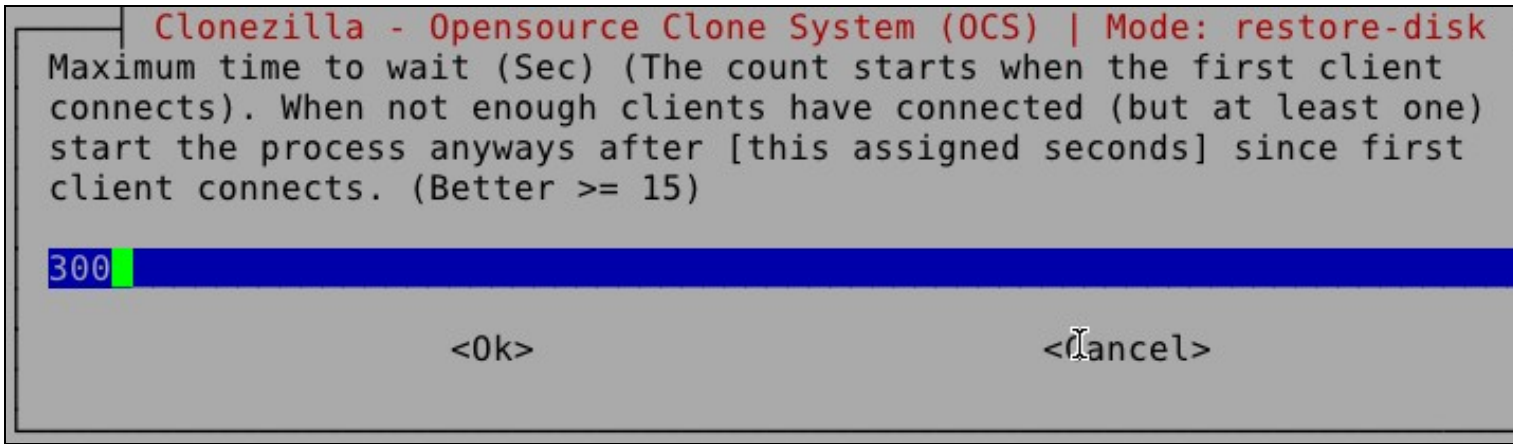 Clonezilla - Opensource Clone System (OCS) | Mode: restore-disk
Maximum time to wait (Sec) (The count starts when the first client
connects). When not enough clients have connected (but at least one)
start the process anyways after [this assigned seconds] since first
client connects. (Better >= 15)
300
<Ok> <Cancel>